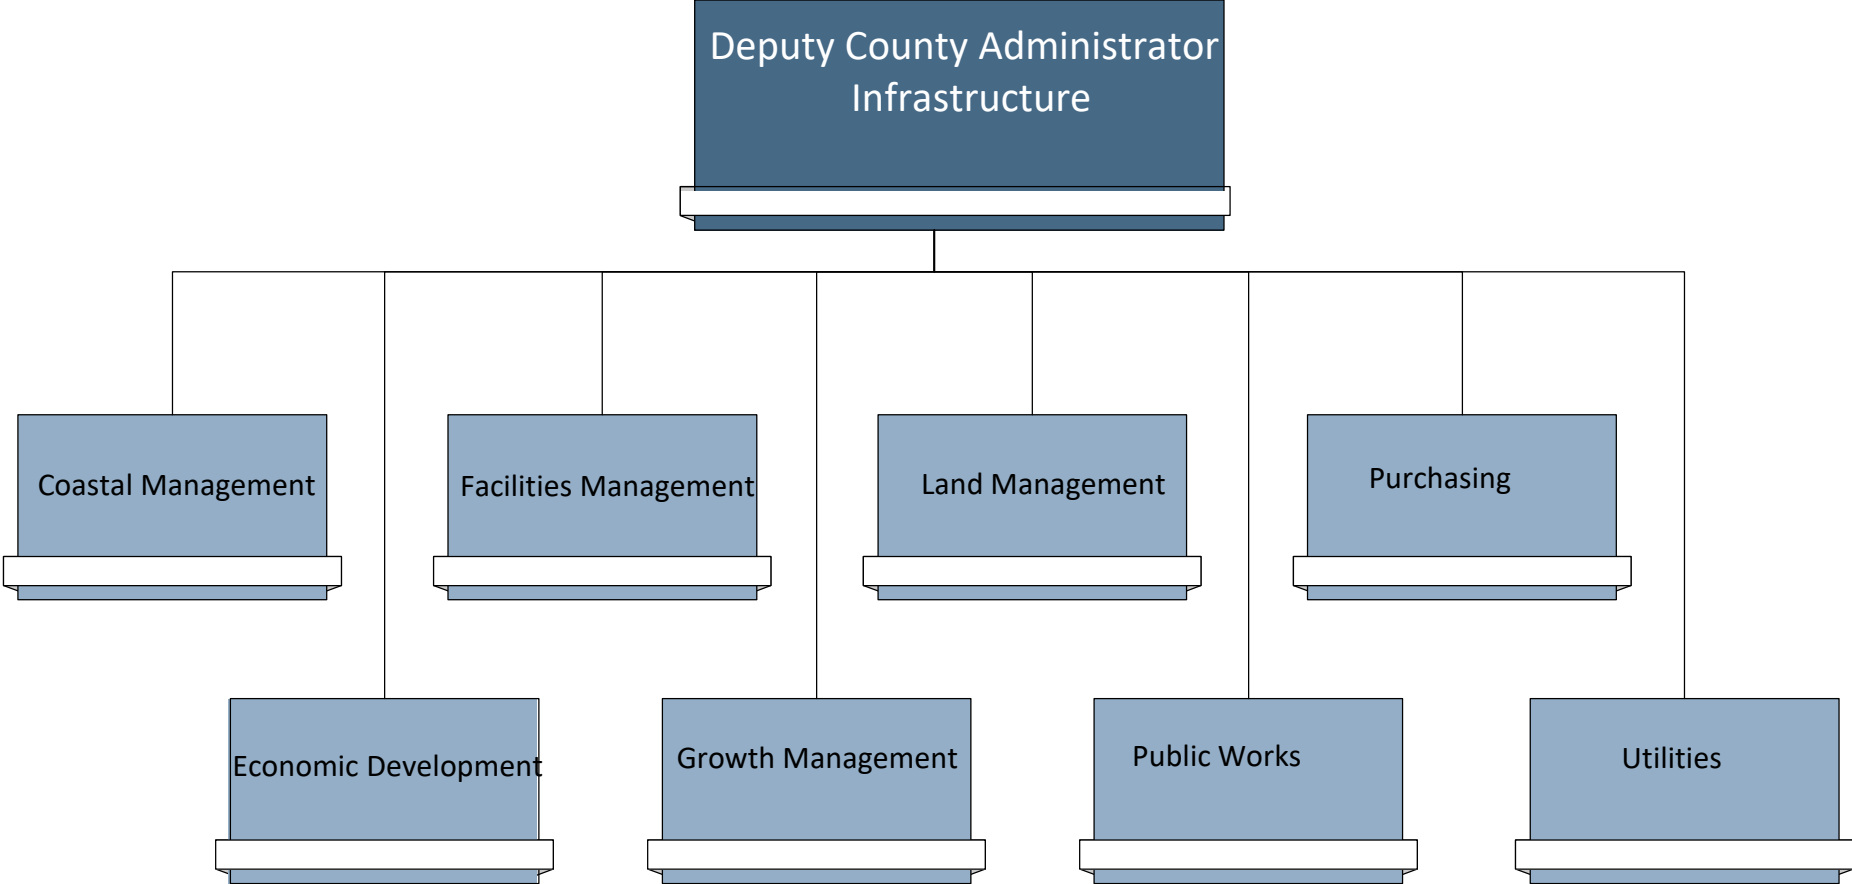 Deputy County Administrator
Infrastructure
Coastal Management
Facilities Management
Land Management
Purchasing
Economic Development
Growth Management
Public Works
Utilities